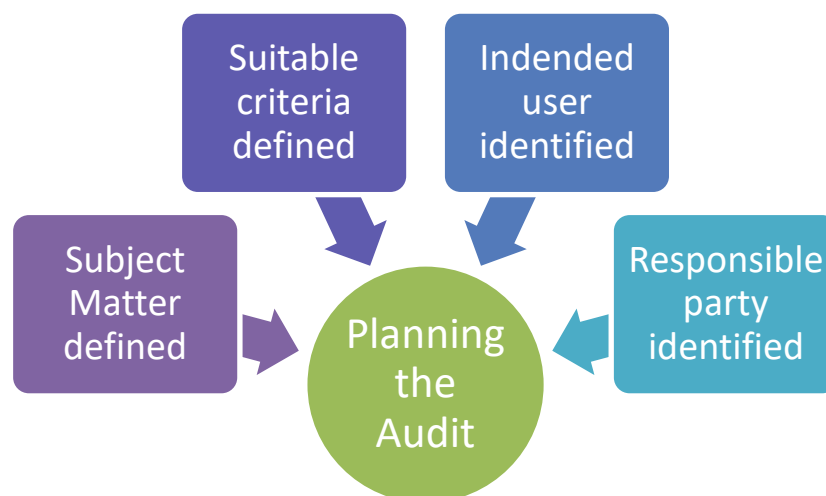 Suitable
criteria
defined
Indended
user
identified
Subject
Matter
defined
Responsible
party
identified
Planning
the
Audit